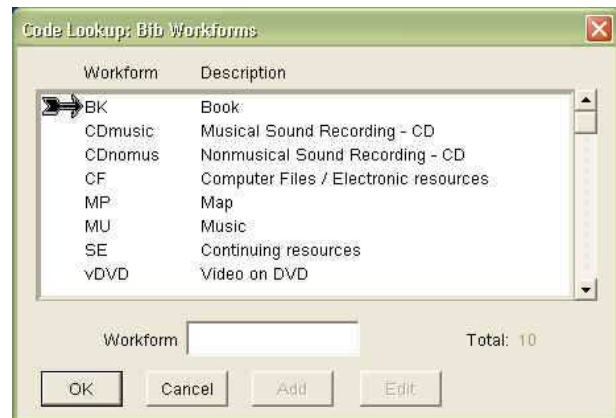 Code Lookup: Bib Workforms
Workform Description
BK Book
CDmusic Musical Sound Recording - CD
CDnomus Nonmusical Sound Recording - CD
CF Computer Files / Electronic resources
MP Map
MU Music
SE Continuing resources
vDVD Video on DVD
Workform Total: 10
OK Cancel Add Edit